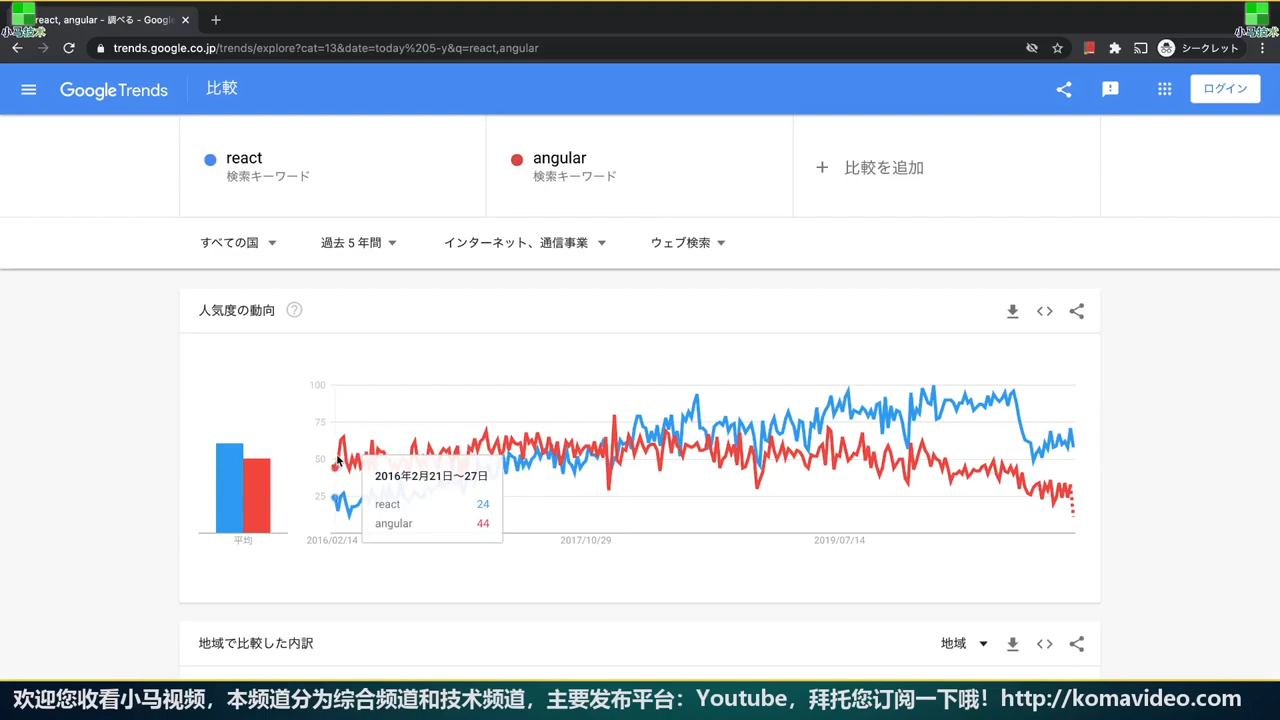 react, angular - 調べる - Google
小马技术
小马技术
trends.google.co.jp/trends/explore?cat=13&date=today%205-y&q=react,angular
シークレット
Google Trends
比較
ログイン
react
検索キーワード
angular
検索キーワード
+ 比較を追加
すべての国
過去 5 年間
インターネット、通信事業
ウェブ検索
人気度の動向
100
75
50
25
平均
2016/02/14
2017/10/29
2019/07/14
2016年2月21日～27日
react 24
angular 44
地域で比較した内訳
地域
欢迎您收看小马视频，本频道分为综合频道和技术频道，主要发布平台：Youtube，拜托您订阅一下哦！http://komavideo.com